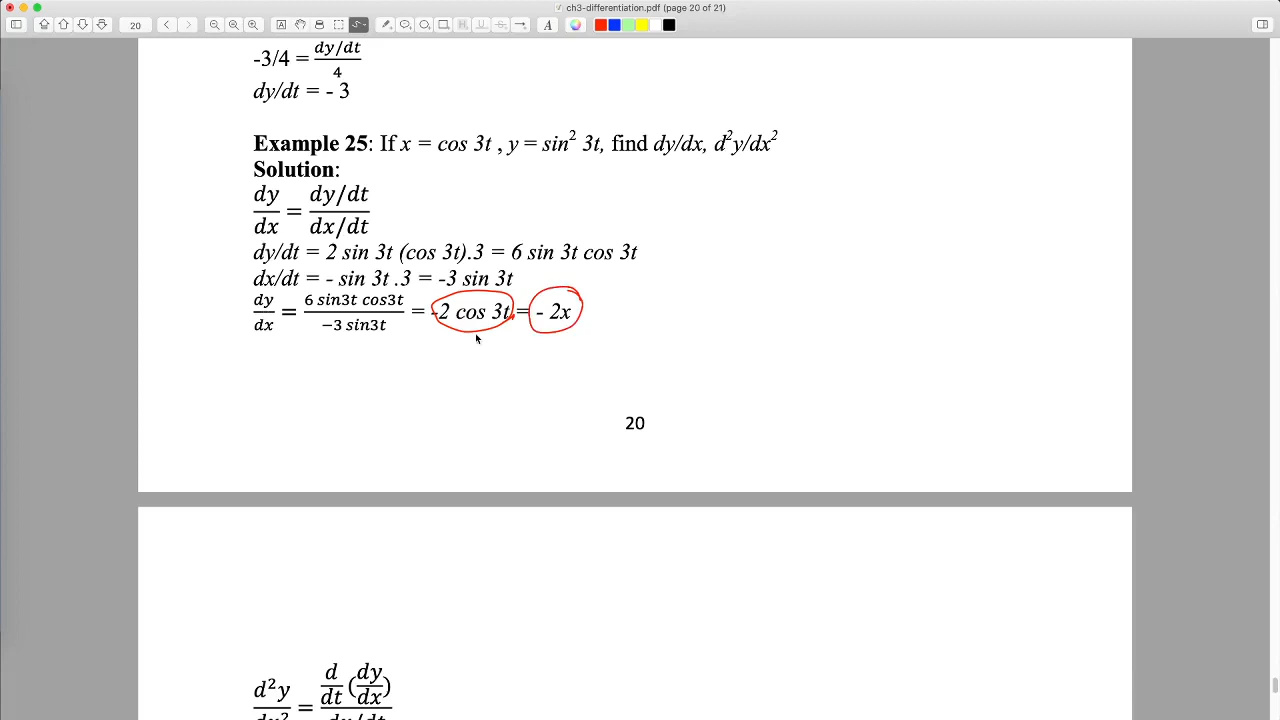 ch3-differentiation.pdf (page 20 of 21)
20
A
A
-3/4 = dy/dt / 4
dy/dt = - 3
Example 25: If x = cos 3t , y = sin² 3t, find dy/dx, d²y/dx²
Solution:
dy/dx = dy/dt / dx/dt
dy/dt = 2 sin 3t (cos 3t).3 = 6 sin 3t cos 3t
dx/dt = - sin 3t .3 = -3 sin 3t
dy/dx = 6 sin3t cos3t / −3 sin3t = -2 cos 3t = - 2x
20
d²y/dx² = d/dt (dy/dx) / dx/dt